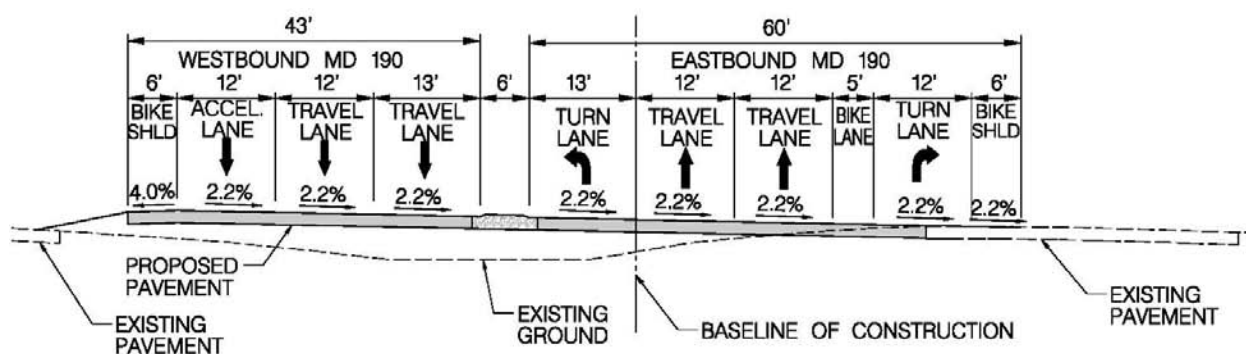 43' 60'
WESTBOUND MD 190 EASTBOUND MD 190
6' 12' 12' 13' 6' 13' 12' 12' 5' 12' 6'
BIKE SHLD
ACCEL. LANE
TRAVEL LANE
TRAVEL LANE
TURN LANE
TRAVEL LANE
TRAVEL LANE
BIKE LANE
TURN LANE
BIKE SHLD
4.0% 2.2% 2.2% 2.2% 2.2% 2.2% 2.2% 2.2% 2.2%
PROPOSED
PAVEMENT
EXISTING
PAVEMENT
EXISTING
GROUND
BASELINE OF CONSTRUCTION
EXISTING
PAVEMENT